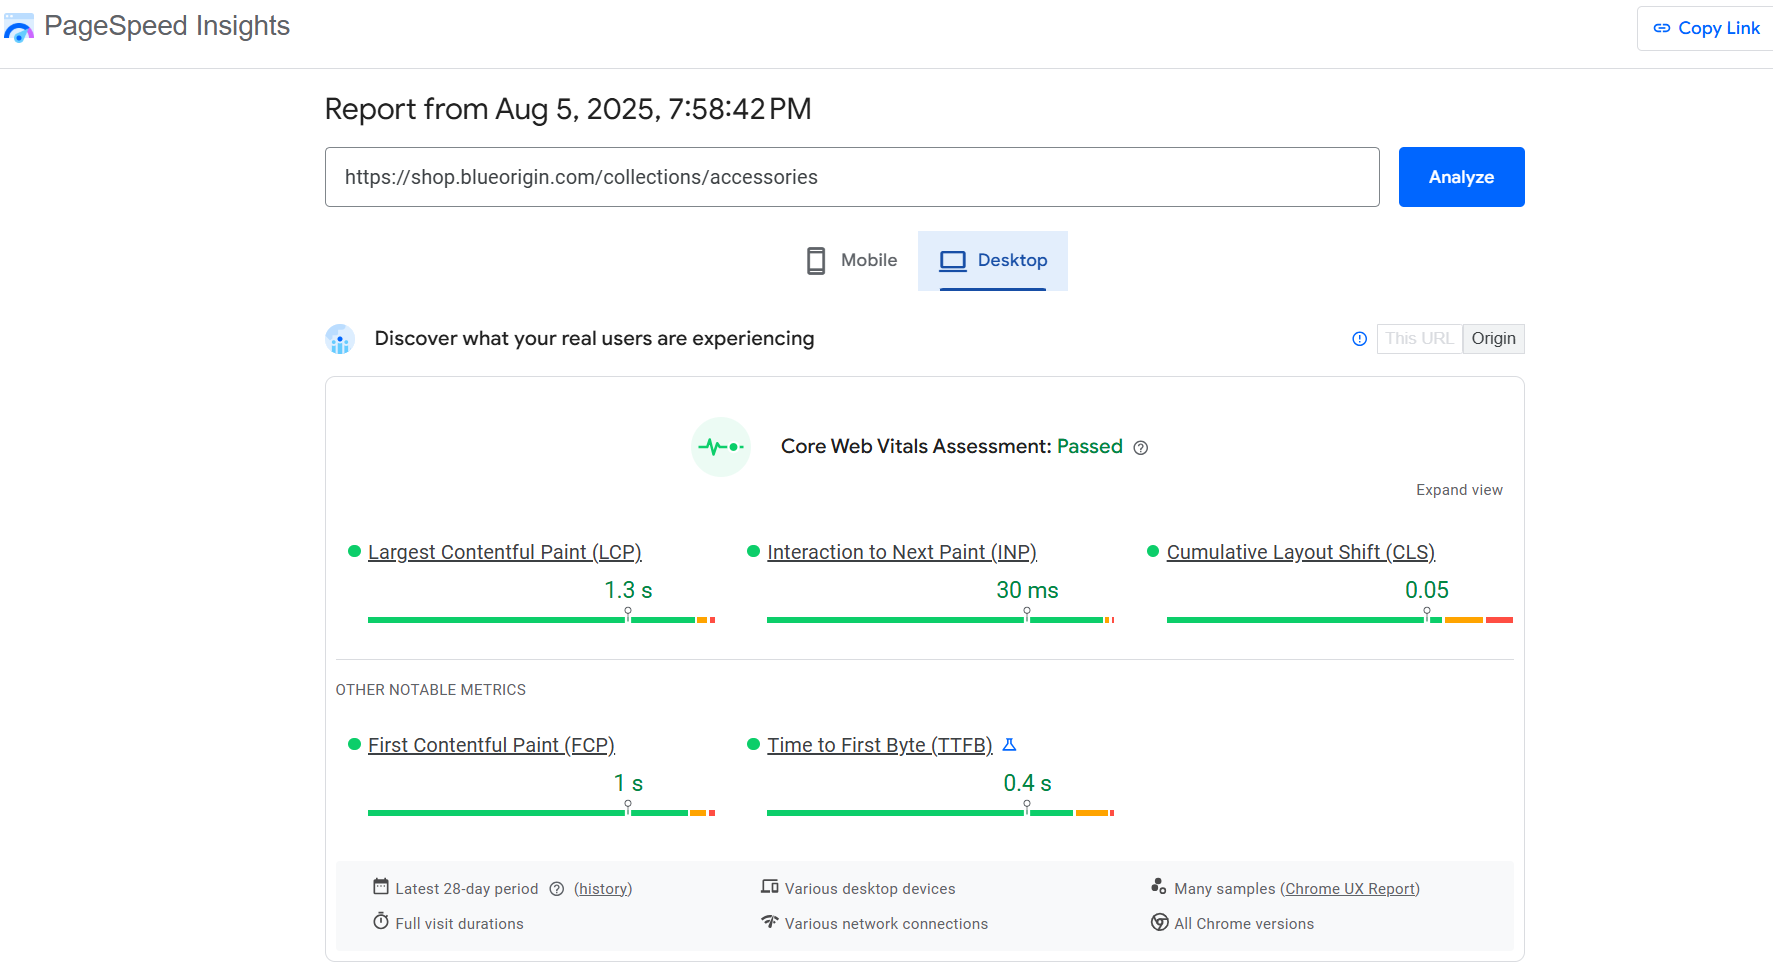 PageSpeed Insights
Copy Link
Report from Aug 5, 2025, 7:58:42 PM
https://shop.blueorigin.com/collections/accessories
Analyze
Mobile
Desktop
Discover what your real users are experiencing
This URL
Origin
Core Web Vitals Assessment: Passed
Expand view
Largest Contentful Paint (LCP)
1.3 s
Interaction to Next Paint (INP)
30 ms
Cumulative Layout Shift (CLS)
0.05
OTHER NOTABLE METRICS
First Contentful Paint (FCP)
1 s
Time to First Byte (TTFB)
0.4 s
Latest 28-day period (history)
Various desktop devices
Many samples (Chrome UX Report)
Full visit durations
Various network connections
All Chrome versions